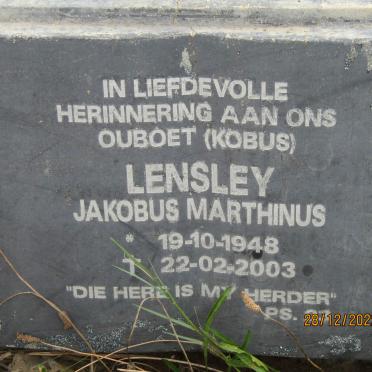 IN LIEFDEVOLLE
HERINNERING AAN ONS
OUBOET (KOBUS)
LENSLEY
JAKOBUS MARTHINUS
* 19-10-1948
† 22-02-2003
"DIE HERE IS MY HERDER"
PS.